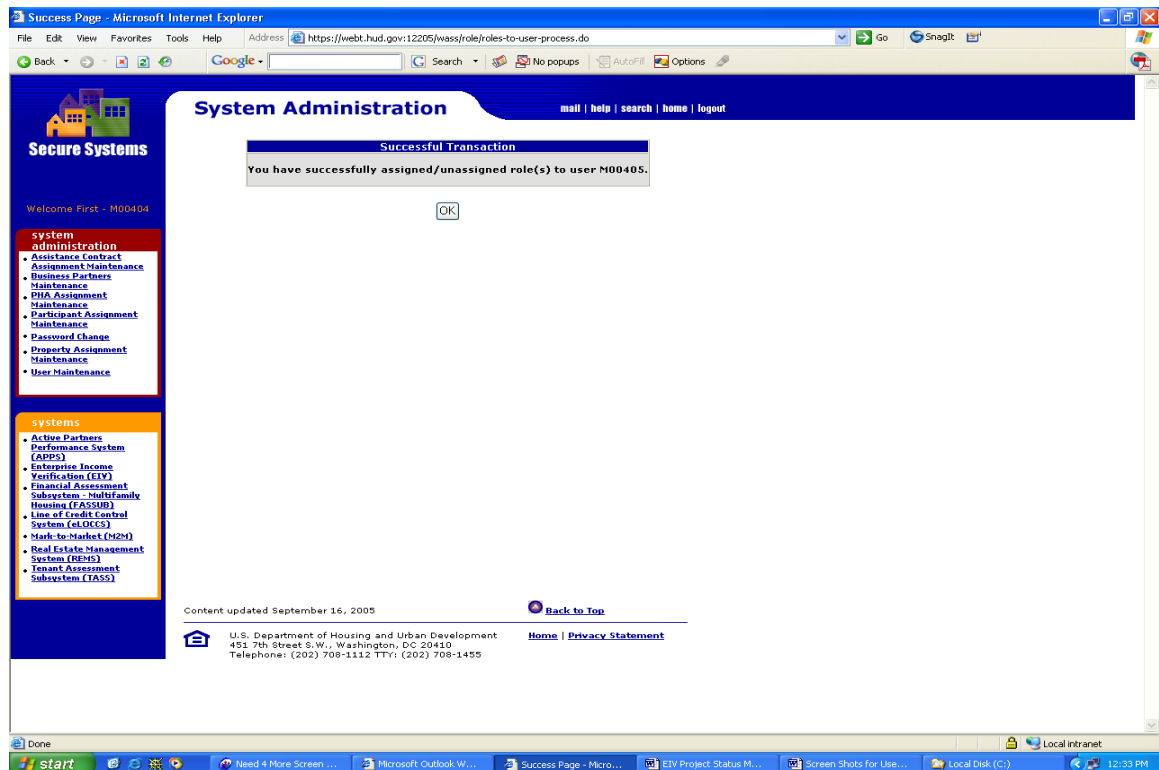 Success Page - Microsoft Internet Explorer
File Edit View Favorites Tools Help Address https://webt.hud.gov:12205/wass/role/roles-to-user-process.do Go SnagIt
Back Google Search No popups AutoFill Options
System Administration
mail | help | search | home | logout
Secure Systems
Successful Transaction
You have successfully assigned/unassigned role(s) to user M00405.
OK
Welcome First - M00404
system
administration
Assistance Contract
Assignment Maintenance
Business Partners
Maintenance
PHA Assignment
Maintenance
Participant Assignment
Maintenance
Password Change
Property Assignment
Maintenance
User Maintenance
systems
Active Partners
Performance System
(APPS)
Enterprise Income
Verification (EIV)
Financial Assessment
Subsystem - Multifamily
Housing (FASSUB)
Line of Credit Control
System (eLOCCS)
Mark-to-Market (M2M)
Real Estate Management
System (REMS)
Tenant Assessment
Subsystem (TASS)
Content updated September 16, 2005
Back to Top
U.S. Department of Housing and Urban Development
451 7th Street S.W., Washington, DC 20410
Telephone: (202) 708-1112 TTY: (202) 708-1455
Home | Privacy Statement
Done
Local intranet
start Need 4 More Screen ... Microsoft Outlook W... Success Page - Micro... EIV Project Status M... Screen Shots for Use... Local Disk (C:) 12:33 PM